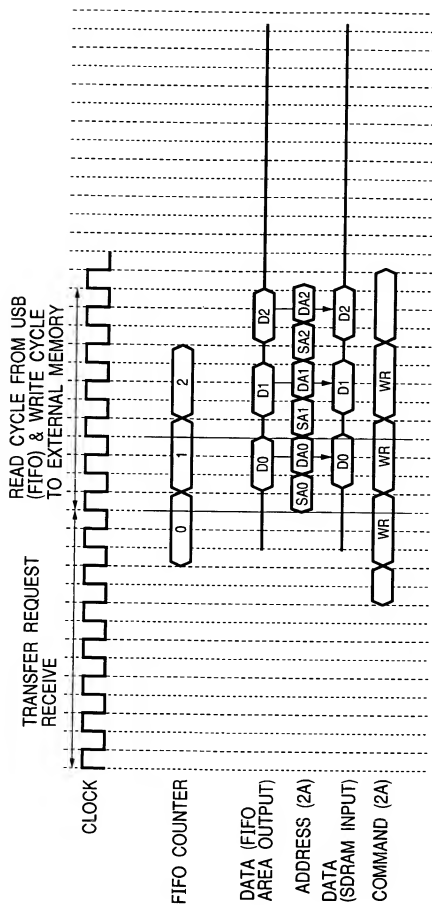 TRANSFER REQUEST
RECEIVE
READ CYCLE FROM USB
(FIFO) & WRITE CYCLE
TO EXTERNAL MEMORY
CLOCK
FIFO COUNTER
0 1 2
DATA (FIFO
AREA OUTPUT)
D0 D1 D2
ADDRESS (2A)
SA0 DA0 SA1 DA1 SA2 DA2
DATA
(SDRAM INPUT)
D0 D1 D2
COMMAND (2A)
WR WR WR